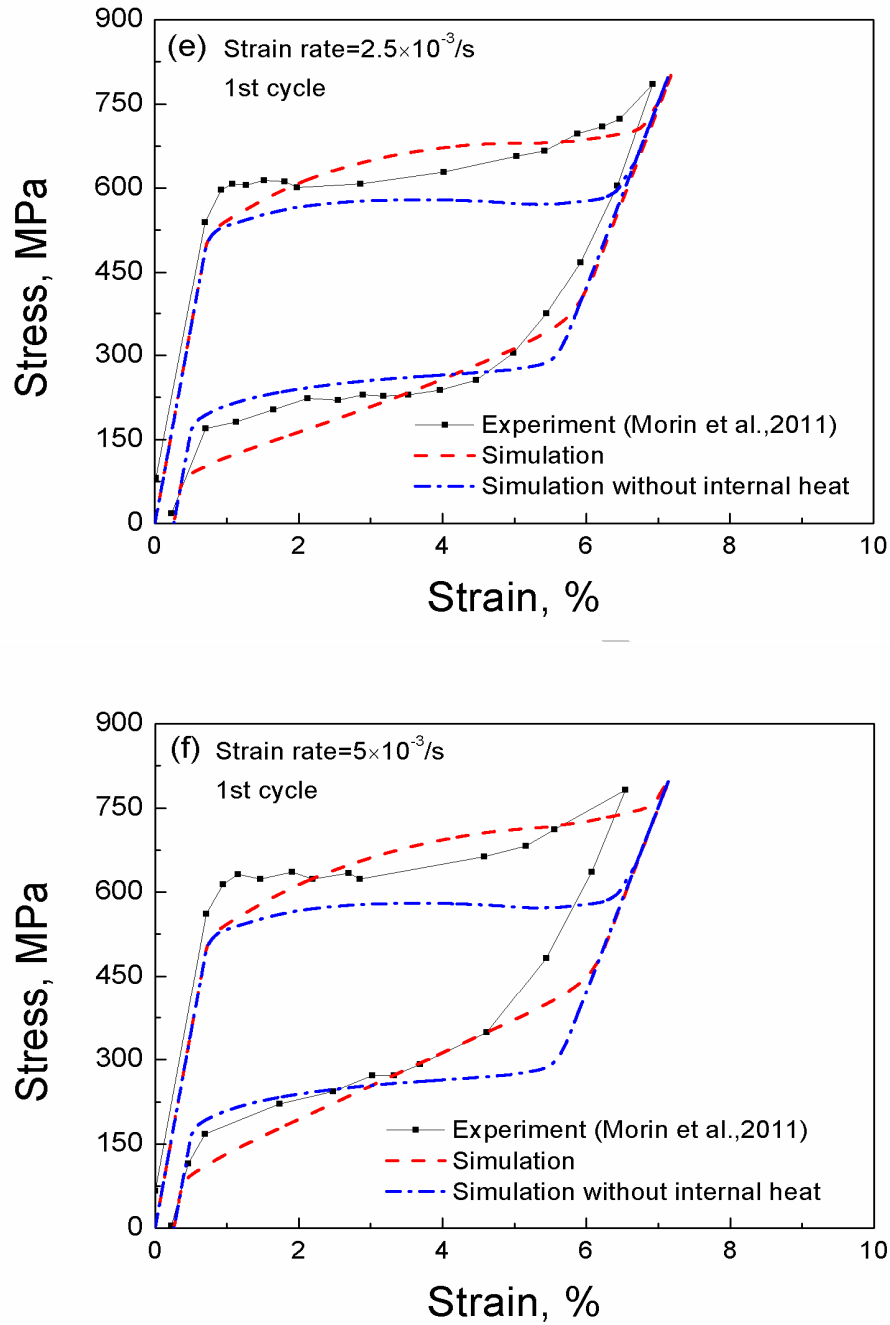 (e) Strain rate=2.5×10⁻³/s
1st cycle
900
750
600
450
300
150
0
Stress, MPa
Experiment (Morin et al.,2011)
Simulation
Simulation without internal heat
0 2 4 6 8 10
Strain, %
(f) Strain rate=5×10⁻³/s
1st cycle
900
750
600
450
300
150
0
Stress, MPa
Experiment (Morin et al.,2011)
Simulation
Simulation without internal heat
0 2 4 6 8 10
Strain, %